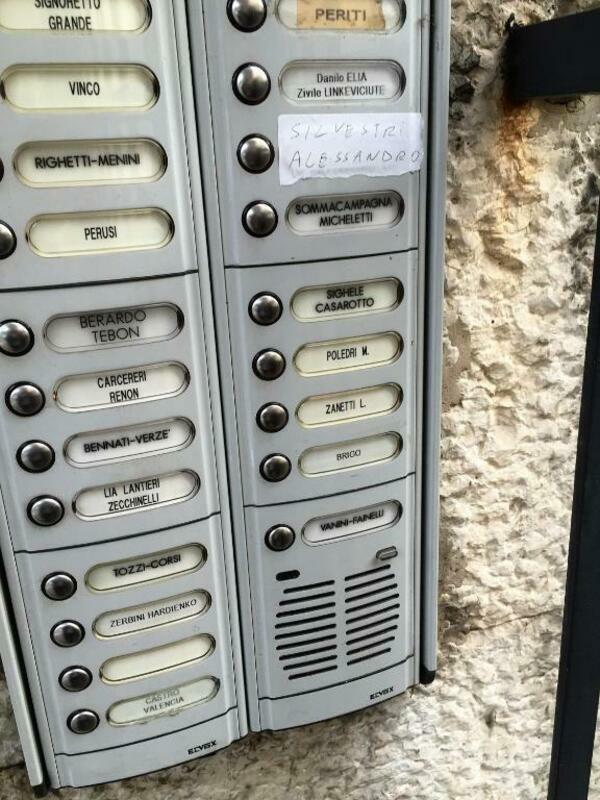 SIGNORETTO
GRANDE
VINCO
RIGHETTI-MENINI
PERUSI
BERARDO
TEBON
CARCERERI
RENON
BENNATI-VERZE'
LIA LANTIERI
ZECCHINELLI
TOZZI-CORSI
ZERBINI HARDIENKO
CASTRO
VALENCIA
ELVOX
PERITI
Danilo ELIA
Zivile LINKEVICIUTE
SILVESTRI
ALESSANDRO
SOMMACAMPAGNA
MICHELETTI
SIGHELE
CASAROTTO
POLEDRI M.
ZANETTI L.
BRIGO
VANINI-FAINELLI
ELVOX